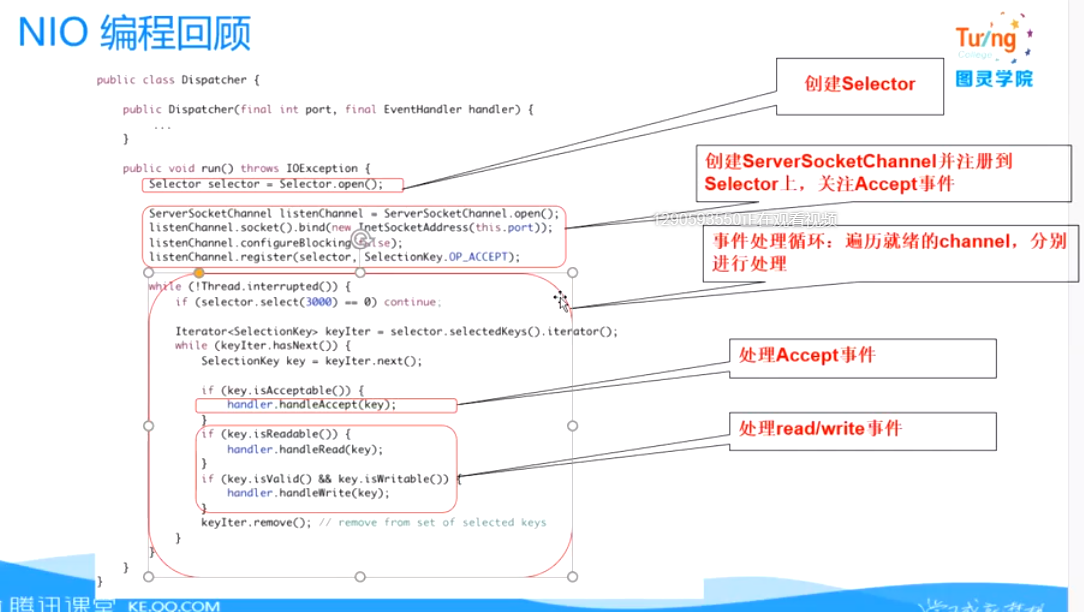 NIO 编程回顾
Turing
College
图灵学院
public class Dispatcher {
public Dispatcher(final int port, final EventHandler handler) {
...
}
public void run() throws IOException {
Selector selector = Selector.open();
ServerSocketChannel listenChannel = ServerSocketChannel.open();
listenChannel.socket().bind(new InetSocketAddress(this.port));
listenChannel.configureBlocking alse);
listenChannel.register(selector, SelectionKey.OP_ACCEPT);
while (!Thread.interrupted()) {
if (selector.select(3000) == 0) continue;
Iterator<SelectionKey> keyIter = selector.selectedKeys().iterator();
while (keyIter.hasNext()) {
SelectionKey key = keyIter.next();
if (key.isAcceptable()) {
handler.handleAccept(key);
}
if (key.isReadable()) {
handler.handleRead(key);
}
if (key.isValid() && key.isWritable()) {
handler.handleWrite(key);
}
keyIter.remove(); // remove from set of selected keys
}
}
}
}
创建Selector
创建ServerSocketChannel并注册到
Selector上，关注Accept事件
正在观看视频
事件处理循环：遍历就绪的channel，分别
进行处理
处理Accept事件
处理read/write事件
腾讯课堂 KE.QQ.COM